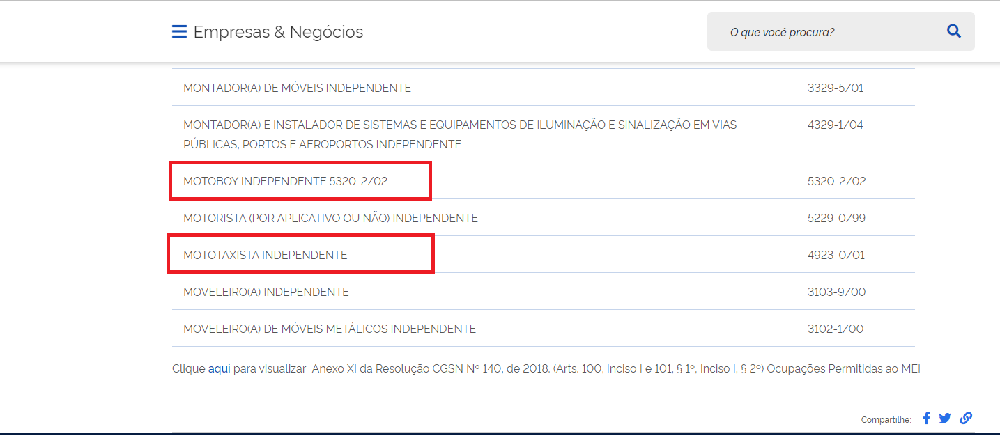 Empresas & Negócios
O que você procura?
MONTADOR(A) DE MÓVEIS INDEPENDENTE 3329-5/01
MONTADOR(A) E INSTALADOR DE SISTEMAS E EQUIPAMENTOS DE ILUMINAÇÃO E SINALIZAÇÃO EM VIAS 4329-1/04
PÚBLICAS, PORTOS E AEROPORTOS INDEPENDENTE
MOTOBOY INDEPENDENTE 5320-2/02 5320-2/02
MOTORISTA (POR APLICATIVO OU NÃO) INDEPENDENTE 5229-0/99
MOTOTAXISTA INDEPENDENTE 4923-0/01
MOVELEIRO(A) INDEPENDENTE 3103-9/00
MOVELEIRO(A) DE MÓVEIS METÁLICOS INDEPENDENTE 3102-1/00
Clique aqui para visualizar Anexo XI da Resolução CGSN Nº 140, de 2018. (Arts. 100, Inciso I e 101, § 1º, Inciso I, § 2º) Ocupações Permitidas ao MEI
Compartilhe: